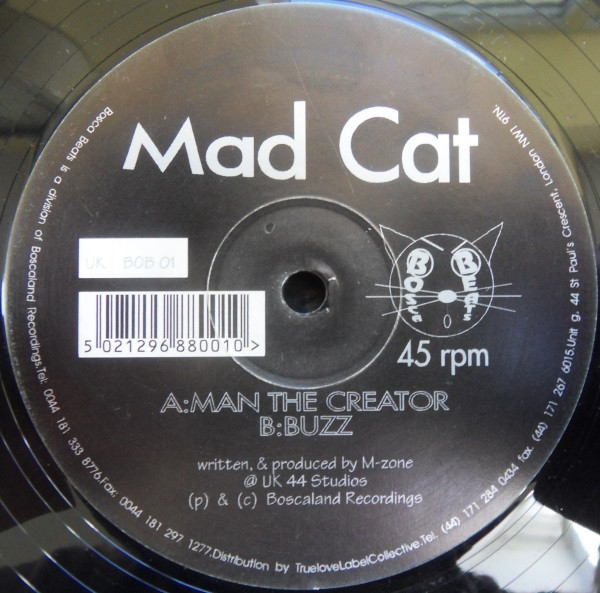 Mad Cat
UK BOB 01
5 021296 880010 >
BOSCA BEATS
45 rpm
A:MAN THE CREATOR
B:BUZZ
written, & produced by M-zone
@ UK 44 Studios
(p) & (c) Boscaland Recordings
Bosca Beats is a division of Boscaland Recordings.Tel: 0044 181 333 8776.Fax: 0044 181 297 1277.Distribution by TrueloveLabelCollective.Tel. (44) 171 284 0434 fax. (44) 171 267 6015.Unit g, 44 St Paul's Crescent, London NW1 9TN.